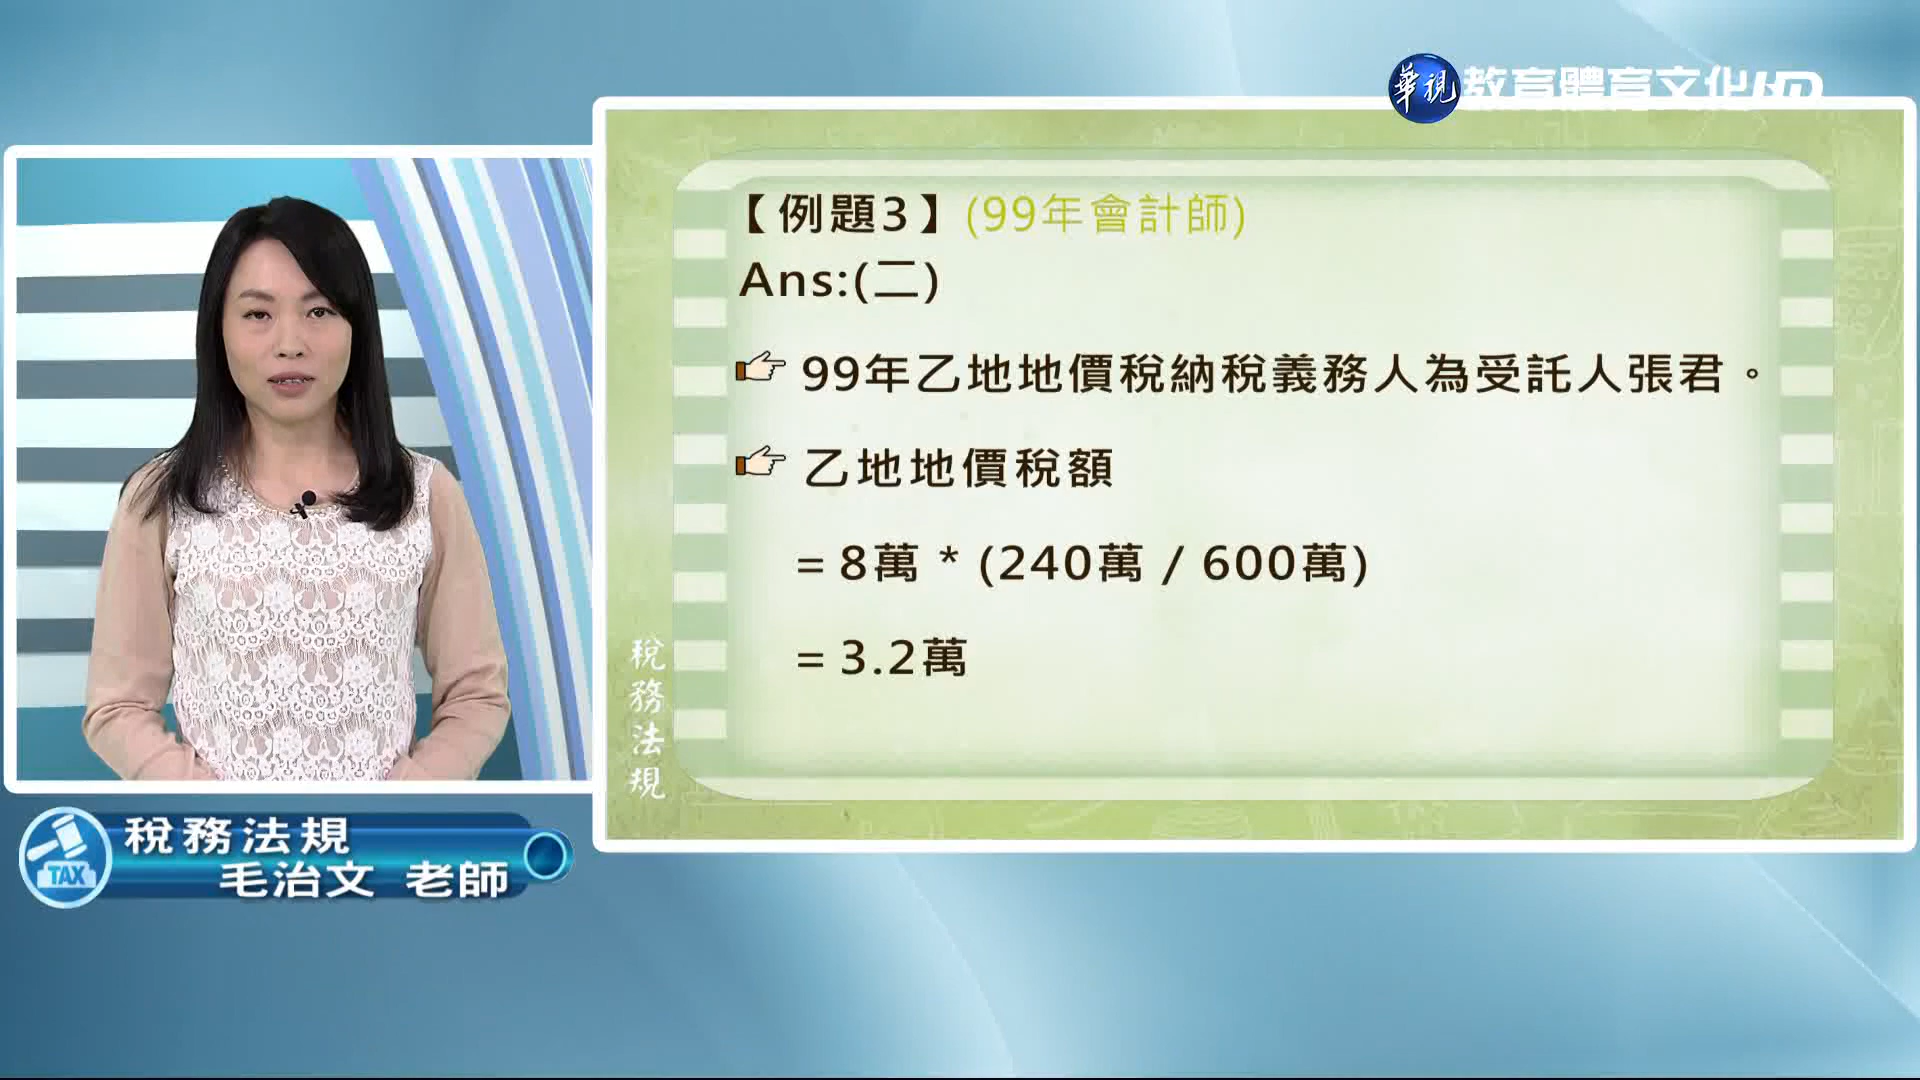 華視 教育體育文化HD
【例題3】(99年會計師)
Ans:(二)
99年乙地地價稅納稅義務人為受託人張君。
乙地地價稅額
= 8萬 * (240萬 / 600萬)
= 3.2萬
稅務法規
TAX
稅務法規
毛治文 老師